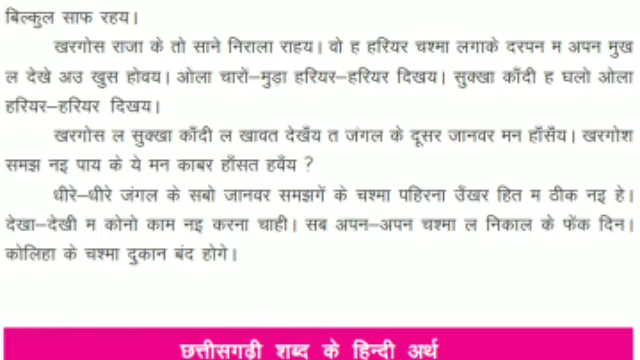 बिल्कुल साफ रहय।
खरगोस राजा के तो साने निराला राहय। वो ह हरियर चश्मा लगाके दरपन म अपन मुख
ल देखे अउ खुस होवय। ओला चारों–मुड़ा हरियर–हरियर दिखय। सुक्खा काँदी ह घलो ओला
हरियर–हरियर दिखय।
खरगोस ल सुक्खा काँदी ल खावत देखँय त जंगल के दूसर जानवर मन हाँसँय। खरगोश
समझ नइ पाय के ये मन काबर हाँसत हवँय ?
धीरे–धीरे जंगल के सबो जानवर समझगें के चश्मा पहिरना उँखर हित म ठीक नइ हे।
देखा–देखी म कोनो काम नइ करना चाही। सब अपन–अपन चश्मा ल निकाल के फेंक दिन।
कोलिहा के चश्मा दुकान बंद होगे।
छत्तीसगढ़ी शब्द के हिन्दी अर्थ